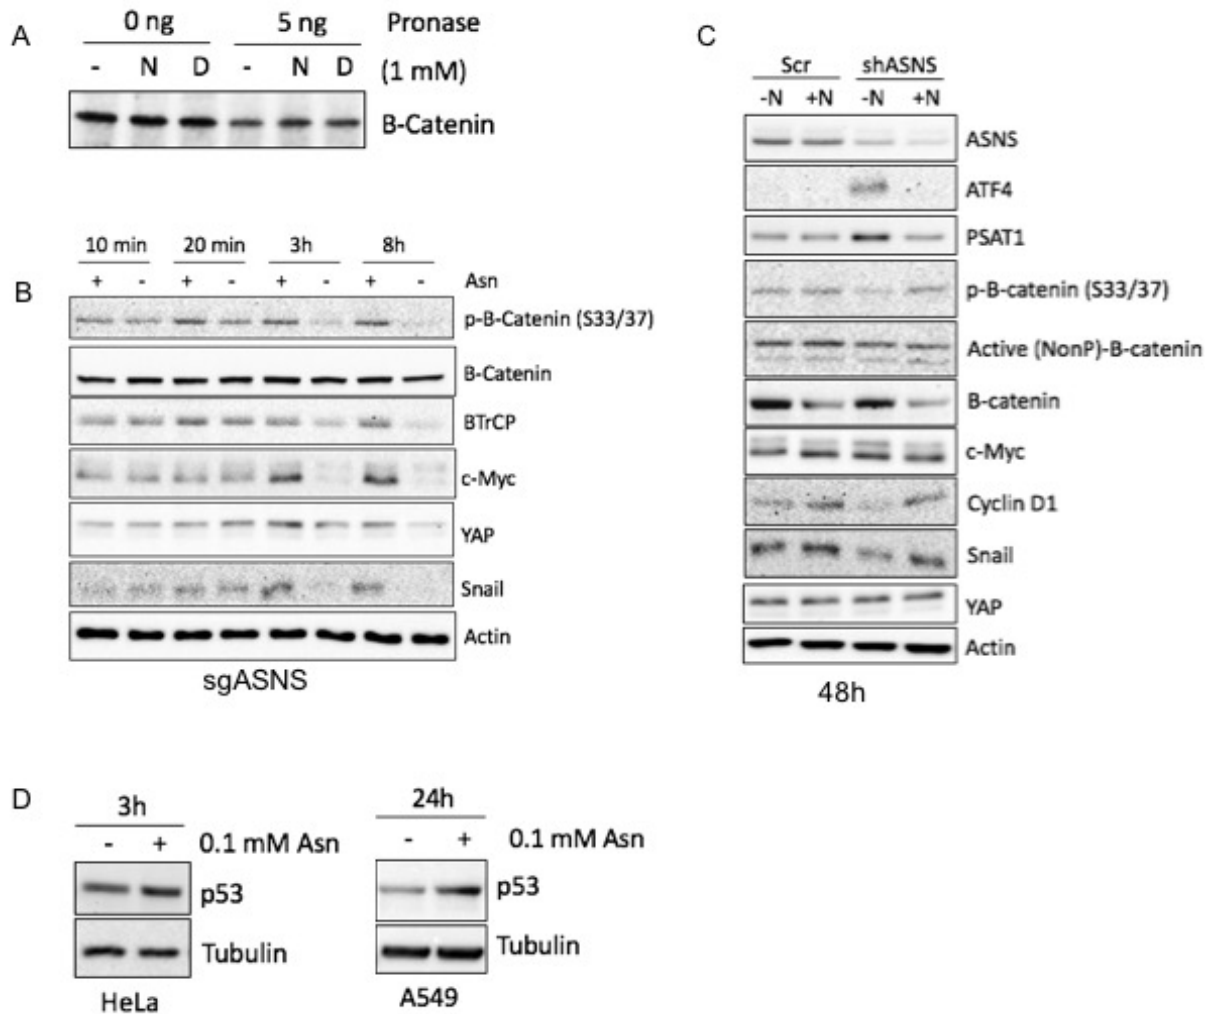 A
0 ng 5 ng Pronase
- N D - N D (1 mM)
B-Catenin
B
10 min 20 min 3h 8h
+ - + - + - + - Asn
p-B-Catenin (S33/37)
B-Catenin
BTrCP
c-Myc
YAP
Snail
Actin
sgASNS
C
Scr shASNS
-N +N -N +N
ASNS
ATF4
PSAT1
p-B-catenin (S33/37)
Active (NonP)-B-catenin
B-catenin
c-Myc
Cyclin D1
Snail
YAP
Actin
48h
D
3h
- + 0.1 mM Asn
p53
Tubulin
HeLa
24h
- + 0.1 mM Asn
p53
Tubulin
A549